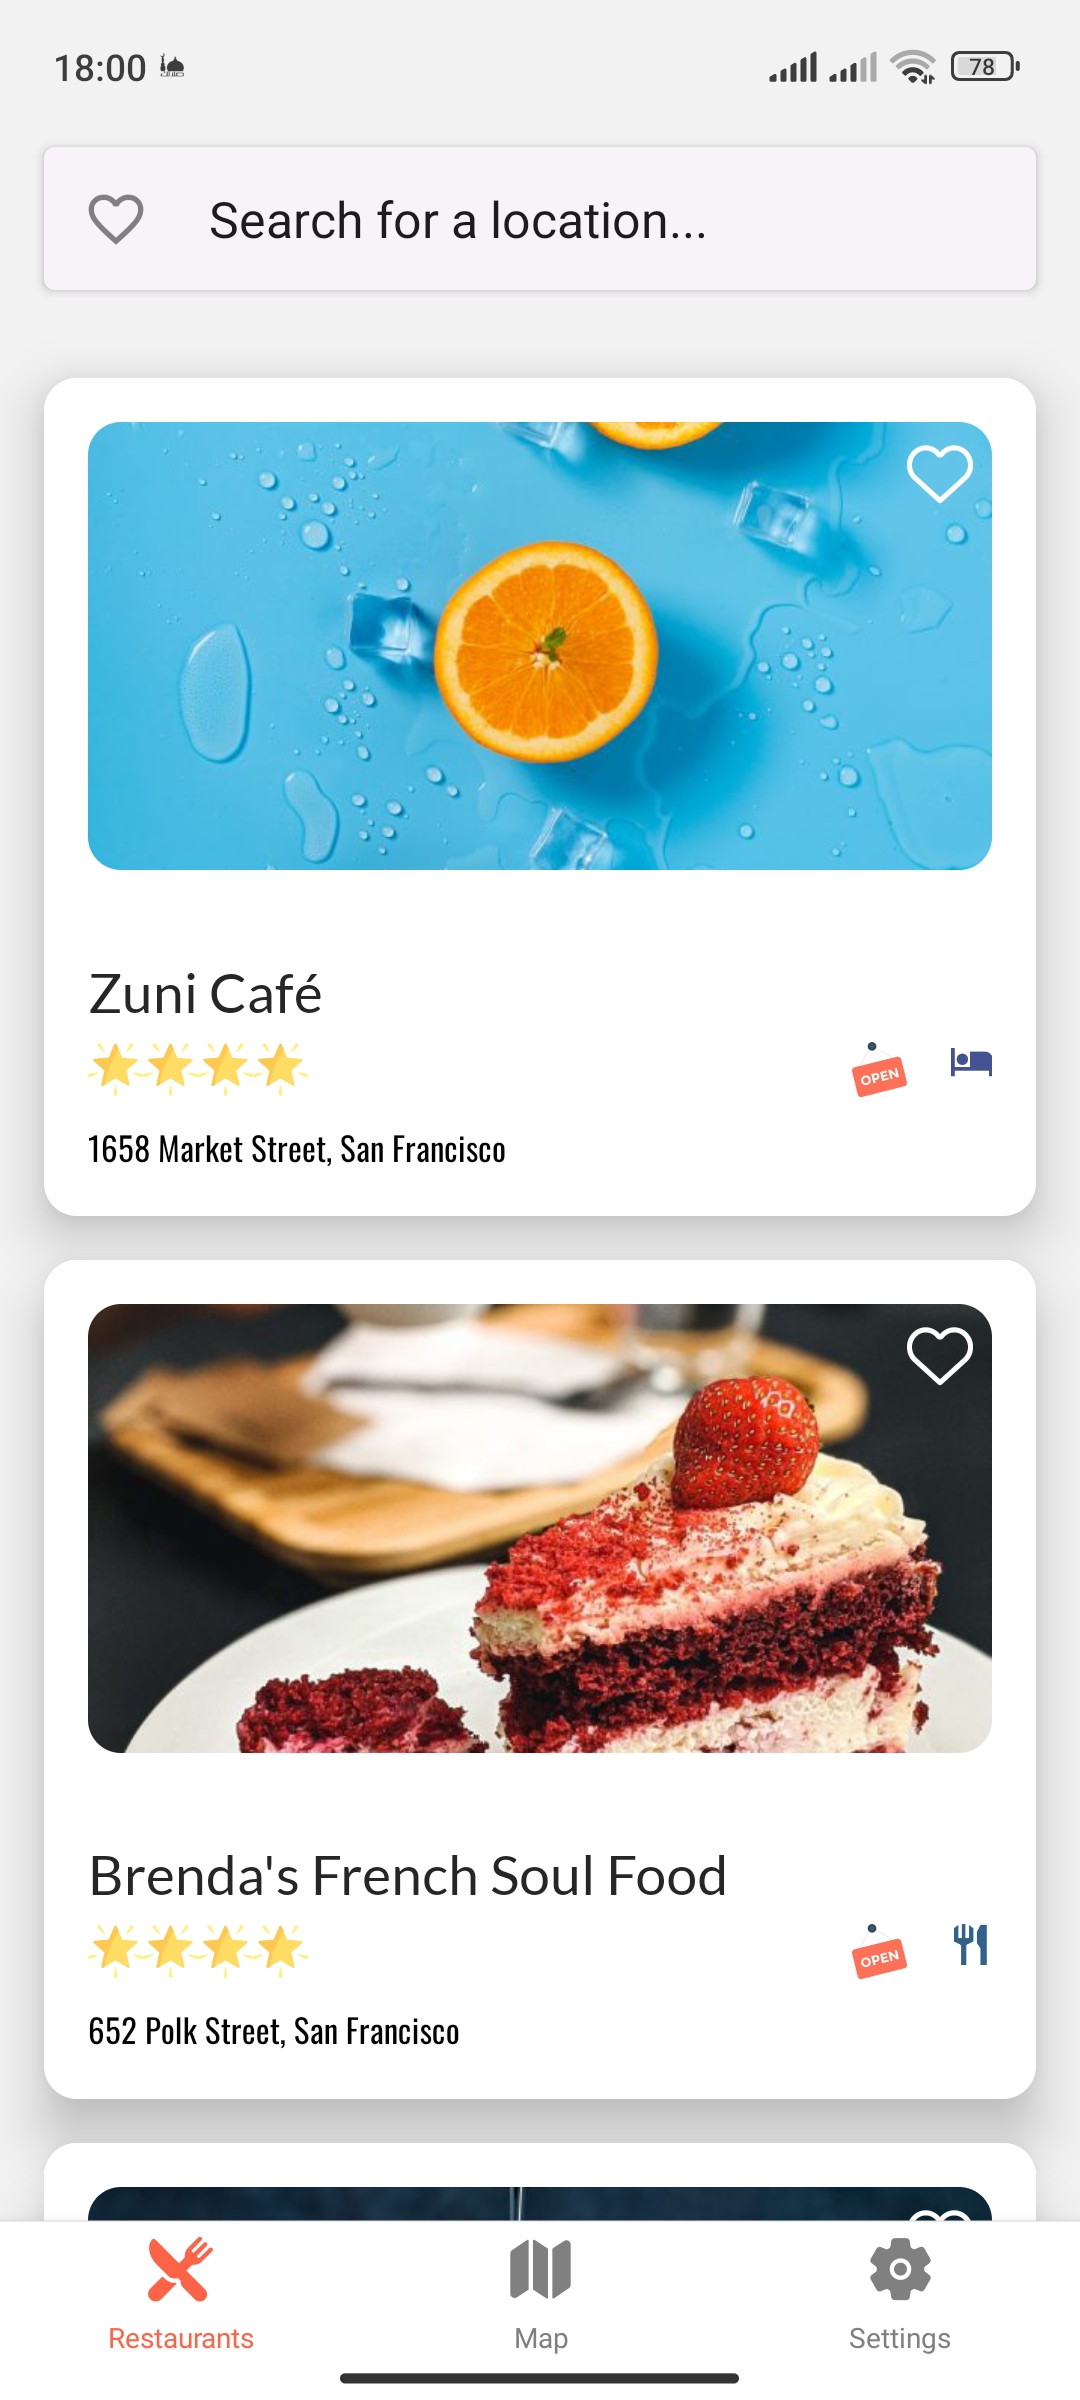 18:00
78
Search for a location...
Zuni Café
OPEN
1658 Market Street, San Francisco
Brenda's French Soul Food
OPEN
652 Polk Street, San Francisco
Restaurants
Map
Settings